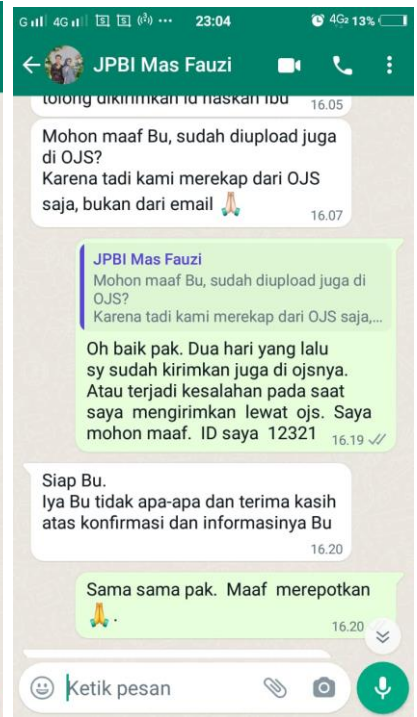 4G 23:04 4G 13%
JPBI Mas Fauzi
tolong dikirimkan id naskah ibu 16.05
Mohon maaf Bu, sudah diupload juga
di OJS?
Karena tadi kami merekap dari OJS
saja, bukan dari email 🙏
16.07
JPBI Mas Fauzi
Mohon maaf Bu, sudah diupload juga di
OJS?
Karena tadi kami merekap dari OJS saja,...
Oh baik pak. Dua hari yang lalu
sy sudah kirimkan juga di ojsnya.
Atau terjadi kesalahan pada saat
saya mengirimkan lewat ojs. Saya
mohon maaf. ID saya 12321 16.19
Siap Bu.
Iya Bu tidak apa-apa dan terima kasih
atas konfirmasi dan informasinya Bu
16.20
Sama sama pak. Maaf merepotkan
🙏.
16.20
Ketik pesan